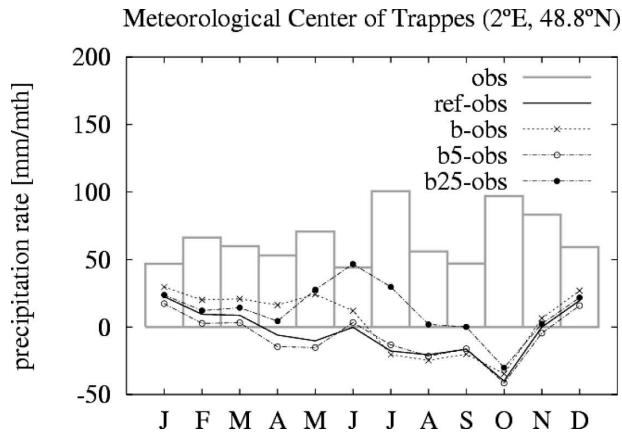 Meteorological Center of Trappes (2ºE, 48.8ºN)
precipitation rate [mm/mth]
200
150
100
50
0
-50
obs
ref-obs
b-obs
b5-obs
b25-obs
J F M A M J J A S O N D